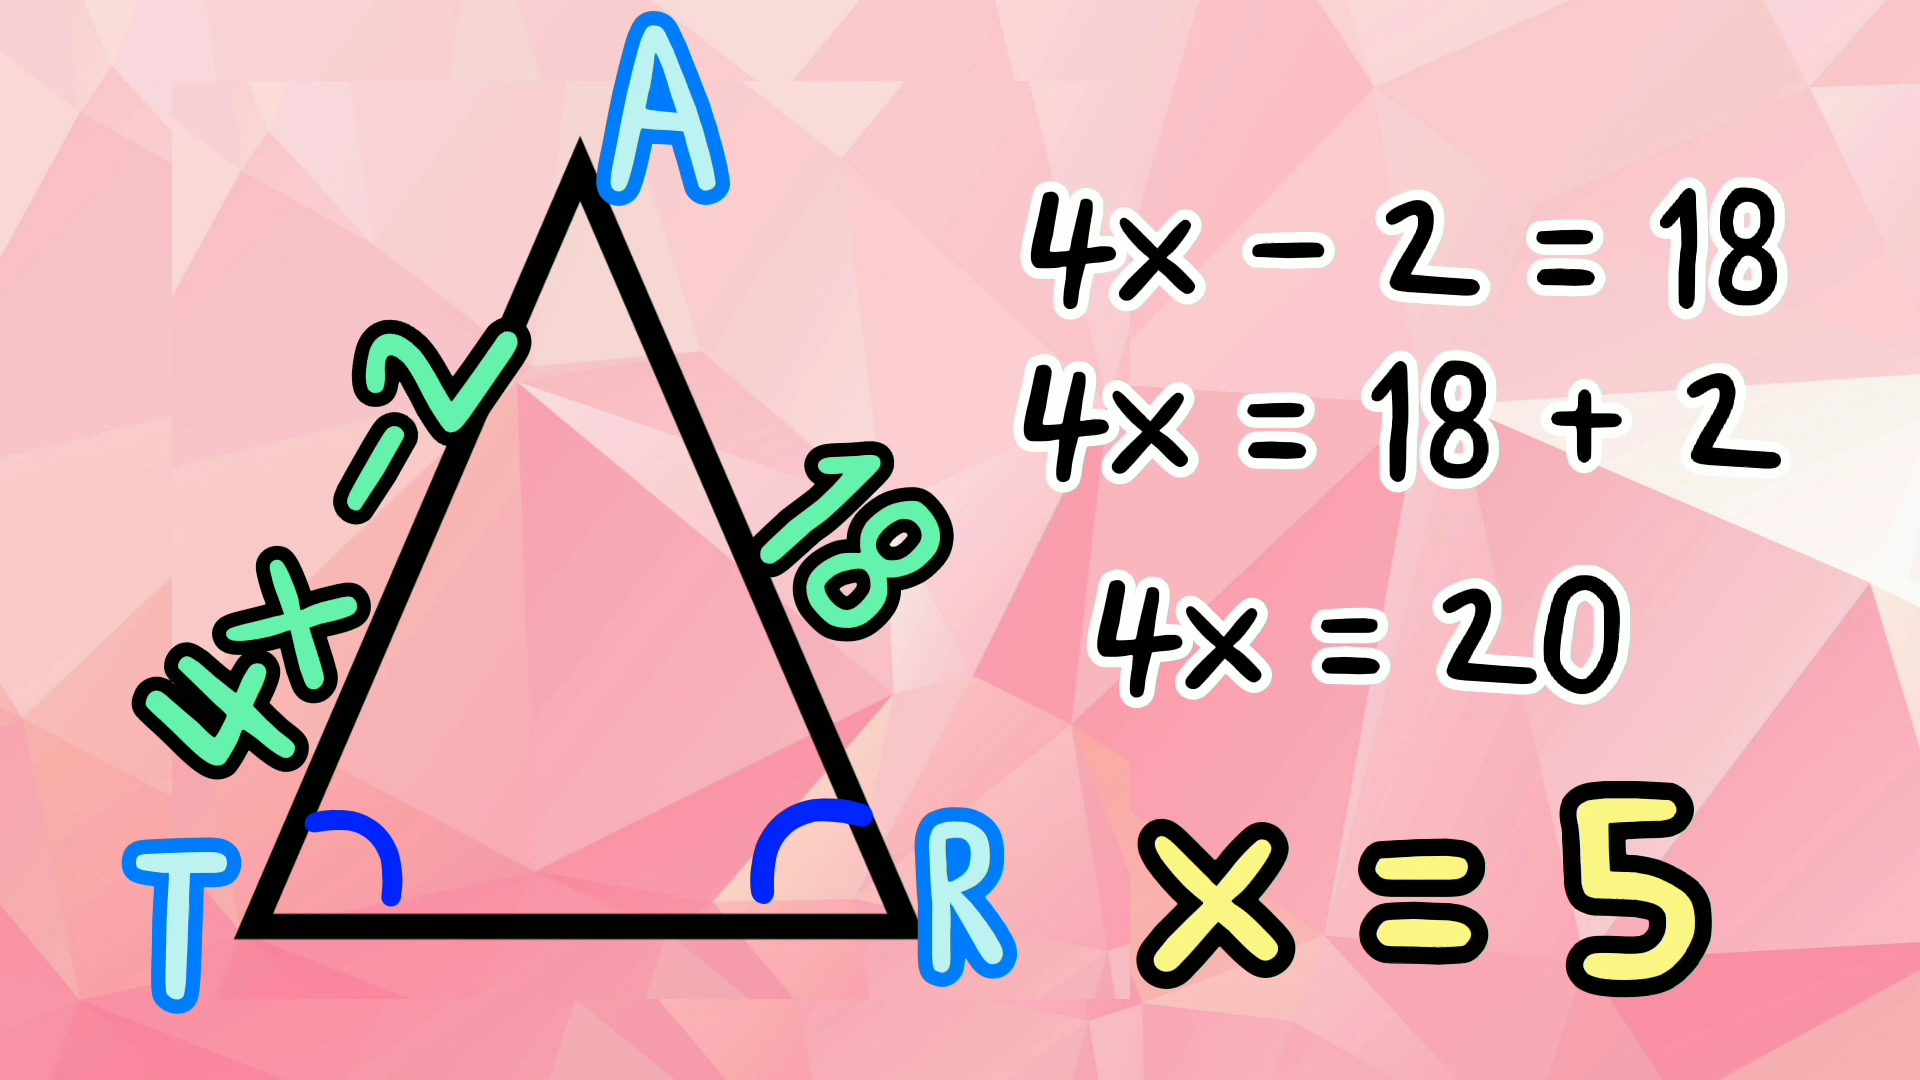 A
4x - 2
18
T
R
4x - 2 = 18
4x = 18 + 2
4x = 20
x = 5